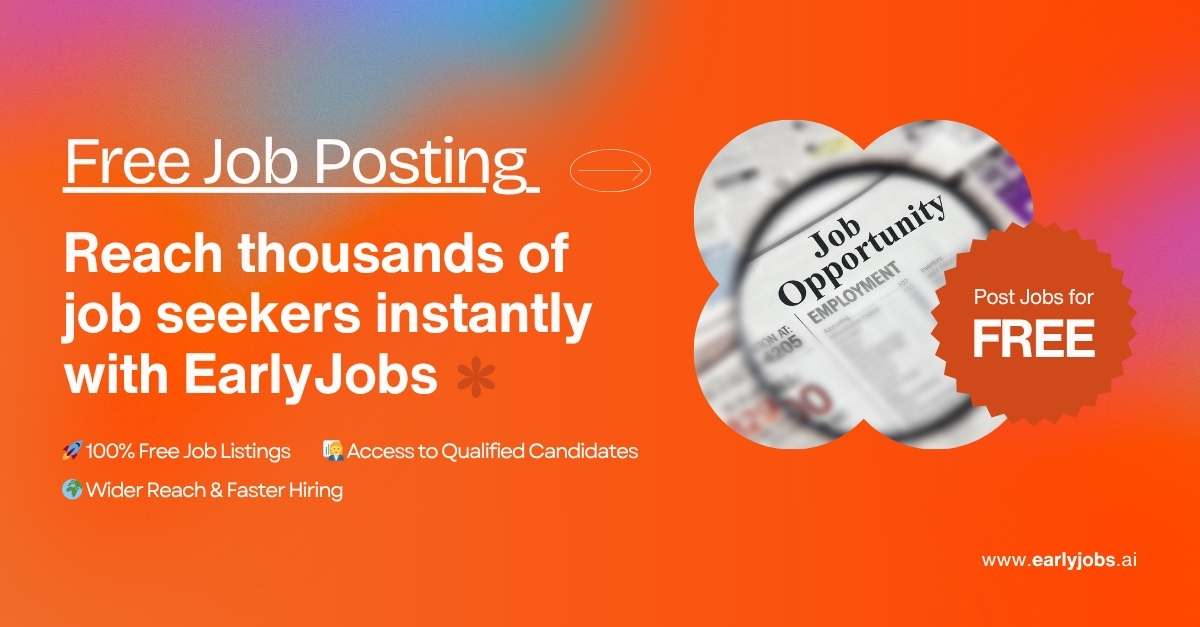 Free Job Posting
Reach thousands of
job seekers instantly
with EarlyJobs
🚀 100% Free Job Listings
Access to Qualified Candidates
🌍 Wider Reach & Faster Hiring
Job
Opportunity
EMPLOYMENT
4205
Post Jobs for
FREE
www.earlyjobs.ai